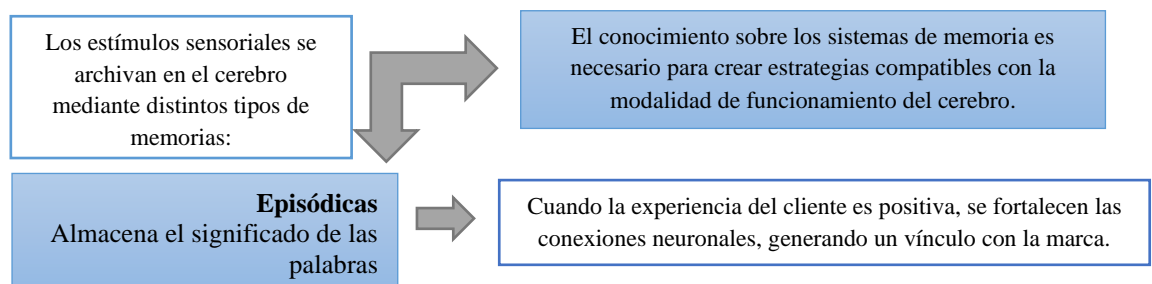 Los estímulos sensoriales se
archivan en el cerebro
mediante distintos tipos de
memorias:
El conocimiento sobre los sistemas de memoria es
necesario para crear estrategias compatibles con la
modalidad de funcionamiento del cerebro.
Episódicas
Almacena el significado de las
palabras
Cuando la experiencia del cliente es positiva, se fortalecen las
conexiones neuronales, generando un vínculo con la marca.